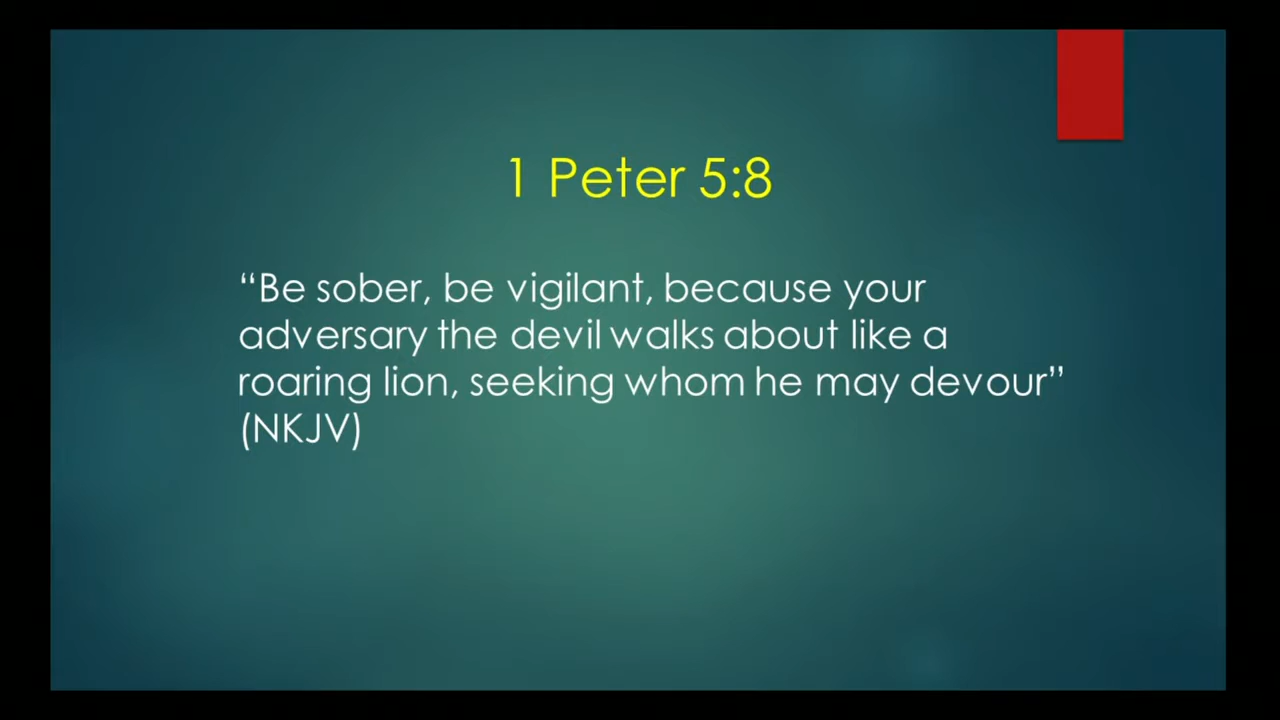 1 Peter 5:8
“Be sober, be vigilant, because your
adversary the devil walks about like a
roaring lion, seeking whom he may devour”
(NKJV)